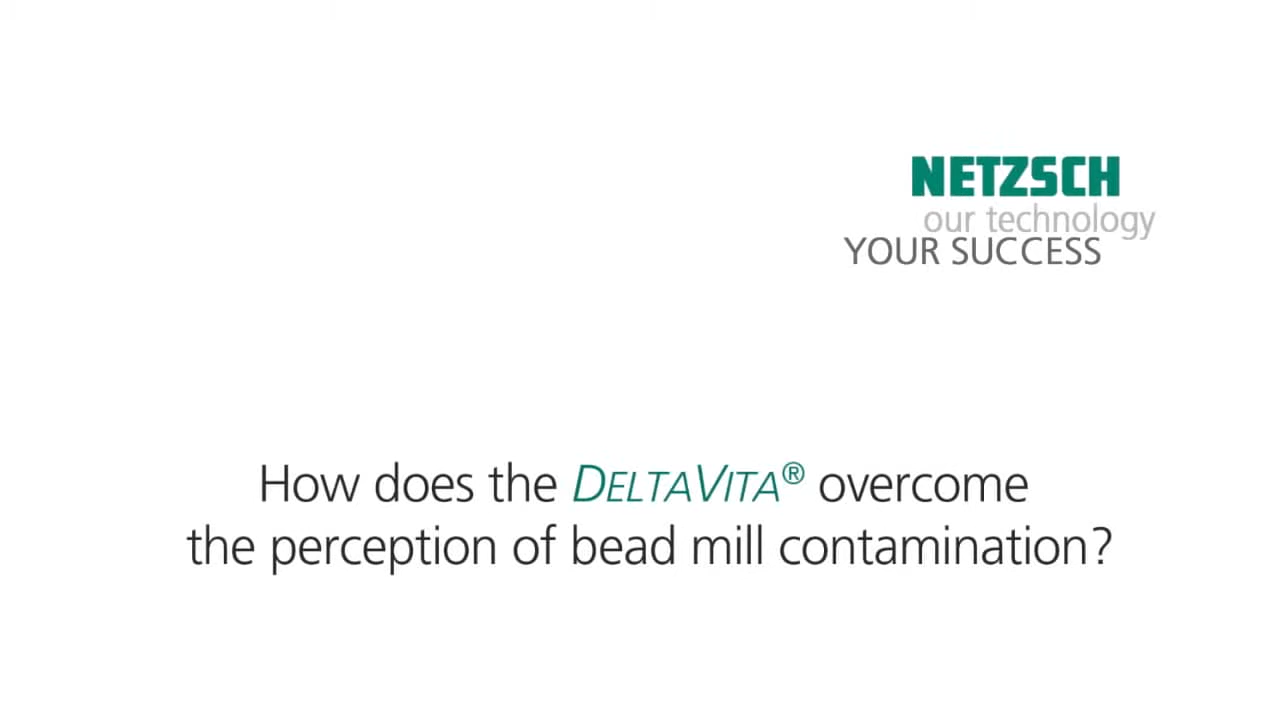 NETZSCH
our technology
YOUR SUCCESS
How does the DELTAVITA® overcome
the perception of bead mill contamination?